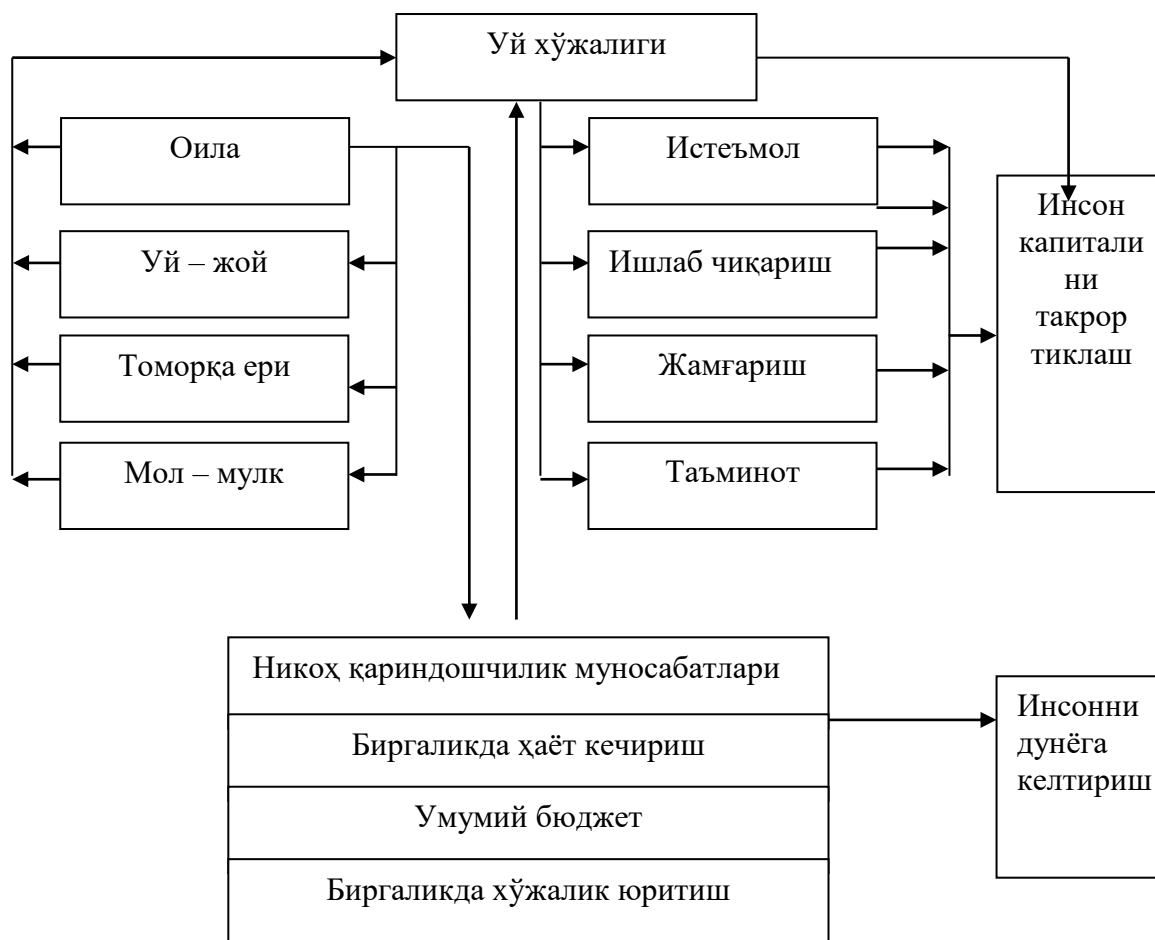 Уй хўжалиги
Оила
Истеъмол
Уй – жой
Ишлаб чиқариш
Томорқа ери
Жамғариш
Мол – мулк
Таъминот
Инсон
капитали
ни
такрор
тиклаш
Никоҳ қариндошчилик муносабатлари
Биргаликда ҳаёт кечириш
Умумий бюджет
Биргаликда хўжалик юритиш
Инсонни
дунёга
келтириш